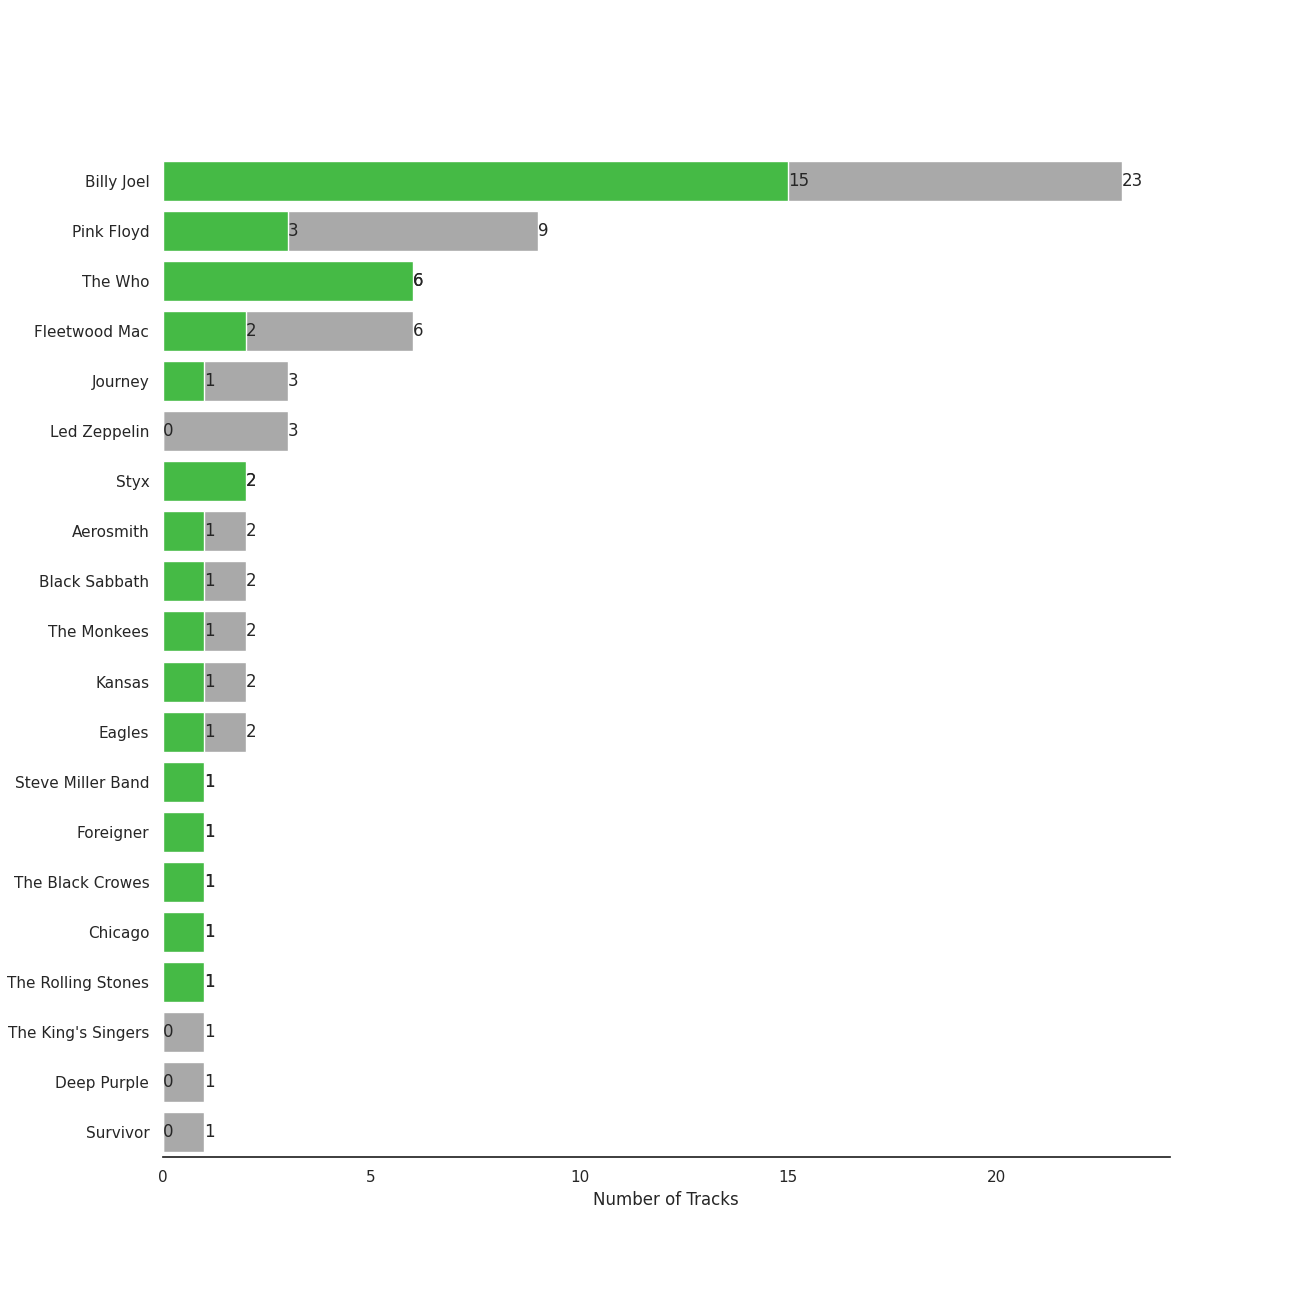 Billy Joel 15 23
Pink Floyd 3 9
The Who 6
Fleetwood Mac 2 6
Journey 1 3
Led Zeppelin 0 3
Styx 2
Aerosmith 1 2
Black Sabbath 1 2
The Monkees 1 2
Kansas 1 2
Eagles 1 2
Steve Miller Band 1
Foreigner 1
The Black Crowes 1
Chicago 1
The Rolling Stones 1
The King's Singers 0 1
Deep Purple 0 1
Survivor 0 1
0 5 10 15 20
Number of Tracks